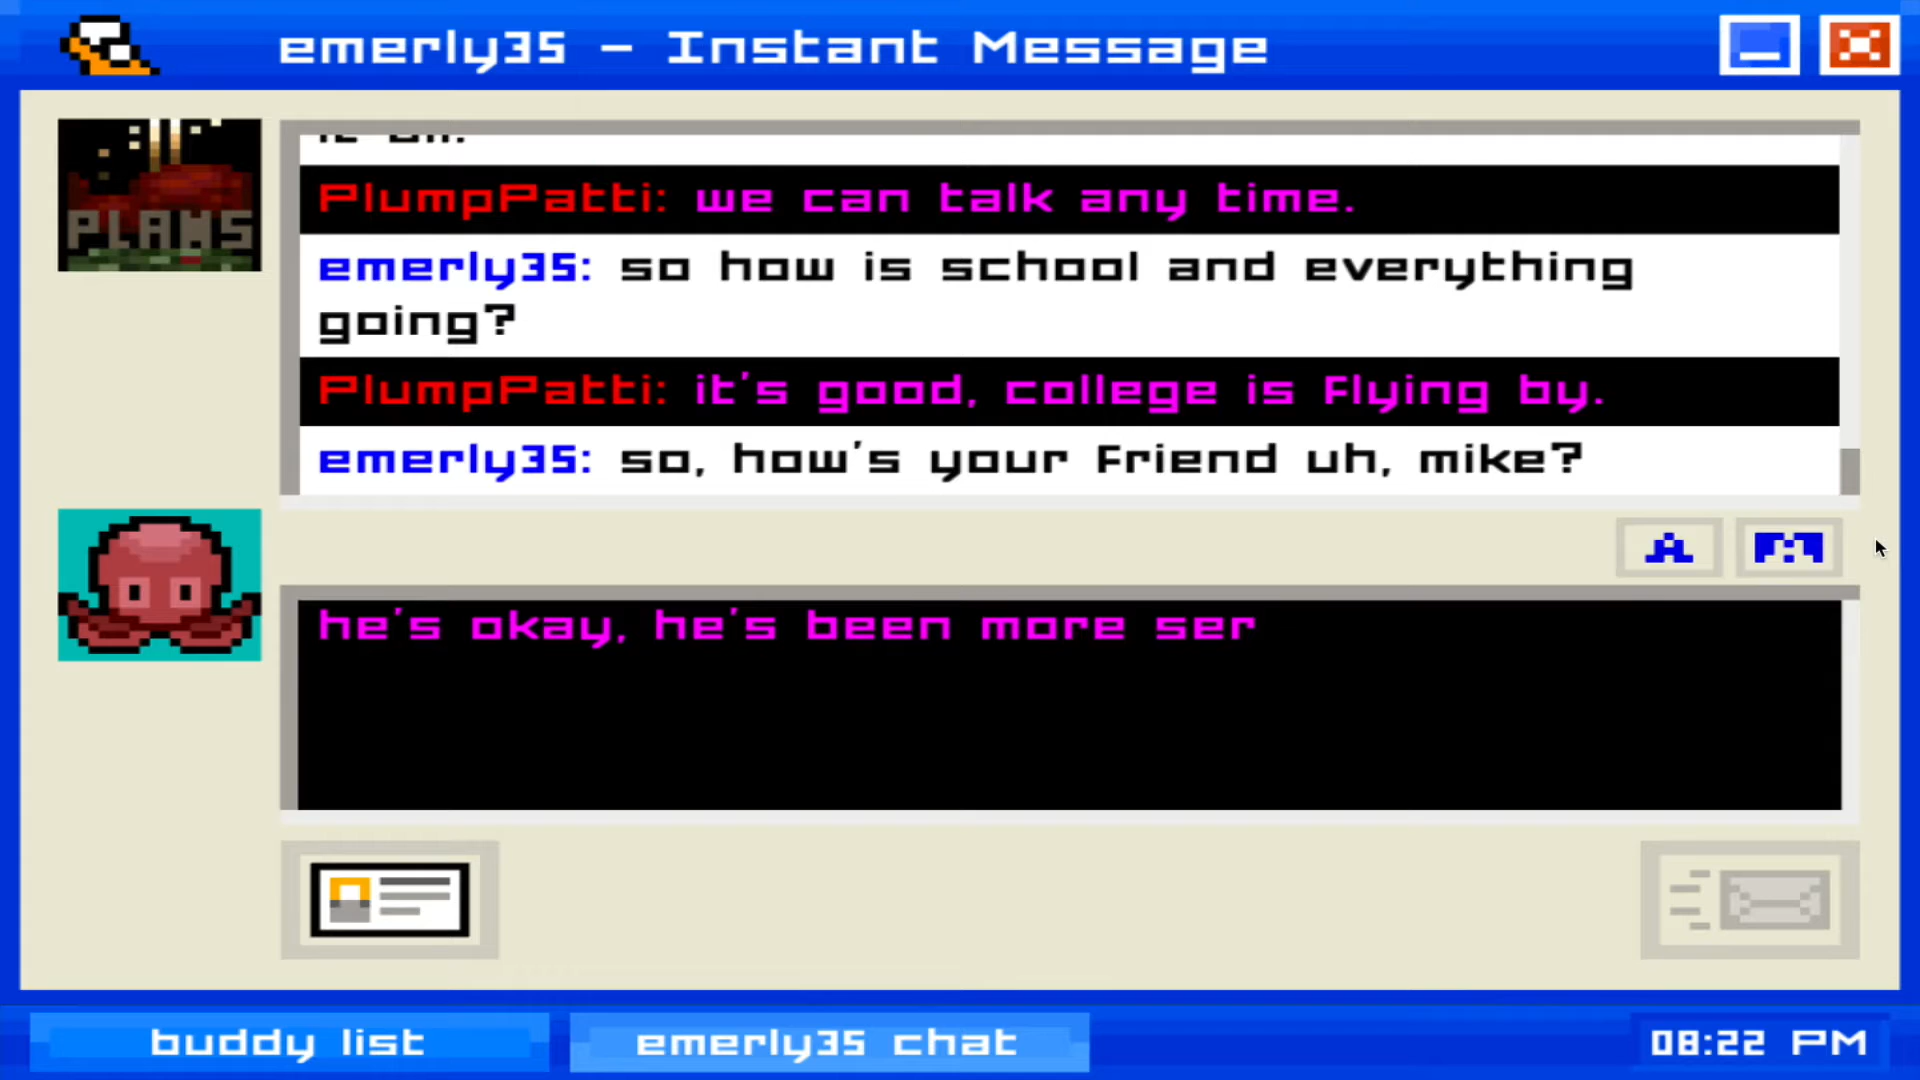 emerly35 - Instant Message
PLANS
PlumpPatti: we can talk any time.
emerly35: so how is school and everything
going?
PlumpPatti: it's good, college is flying by.
emerly35: so, how's your friend uh, mike?
A
he's okay, he's been more ser
buddy list
emerly35 chat
08:22 PM